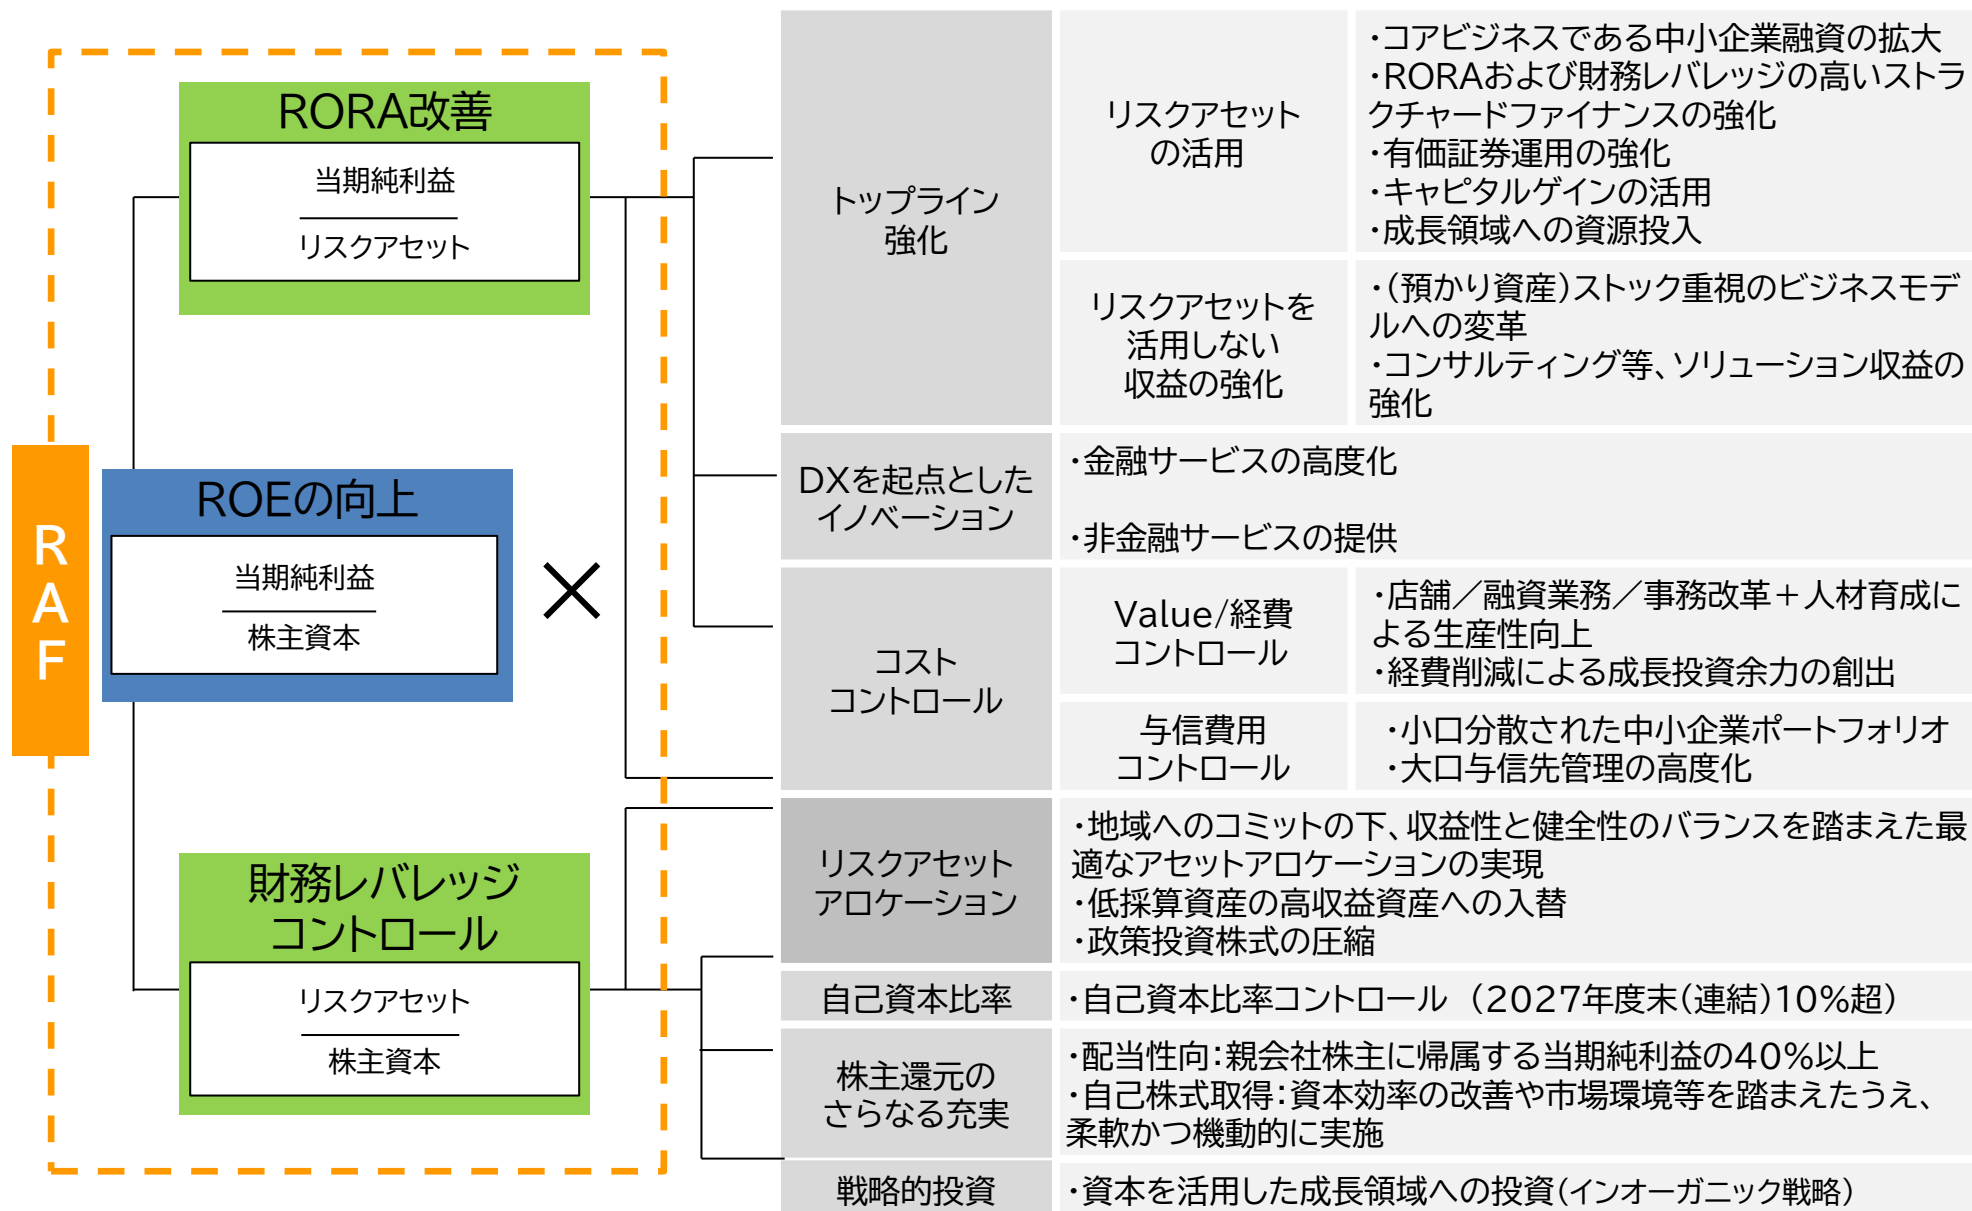 RAF
RORA改善
当期純利益
リスクアセット
ROEの向上
当期純利益
株主資本
×
財務レバレッジ
コントロール
リスクアセット
株主資本
トップライン
強化
リスクアセット
の活用
・コアビジネスである中小企業融資の拡大
・RORAおよび財務レバレッジの高いストラ
クチャードファイナンスの強化
・有価証券運用の強化
・キャピタルゲインの活用
・成長領域への資源投入
リスクアセットを
活用しない
収益の強化
・(預かり資産)ストック重視のビジネスモデ
ルへの変革
・コンサルティング等、ソリューション収益の
強化
DXを起点とした
イノベーション
・金融サービスの高度化
・非金融サービスの提供
コスト
コントロール
Value/経費
コントロール
・店舗/融資業務/事務改革+人材育成に
よる生産性向上
・経費削減による成長投資余力の創出
与信費用
コントロール
・小口分散された中小企業ポートフォリオ
・大口与信先管理の高度化
リスクアセット
アロケーション
・地域へのコミットの下、収益性と健全性のバランスを踏まえた最
適なアセットアロケーションの実現
・低採算資産の高収益資産への入替
・政策投資株式の圧縮
自己資本比率
・自己資本比率コントロール (2027年度末(連結)10%超)
株主還元の
さらなる充実
・配当性向:親会社株主に帰属する当期純利益の40%以上
・自己株式取得:資本効率の改善や市場環境等を踏まえたうえ、
柔軟かつ機動的に実施
戦略的投資
・資本を活用した成長領域への投資(インオーガニック戦略)